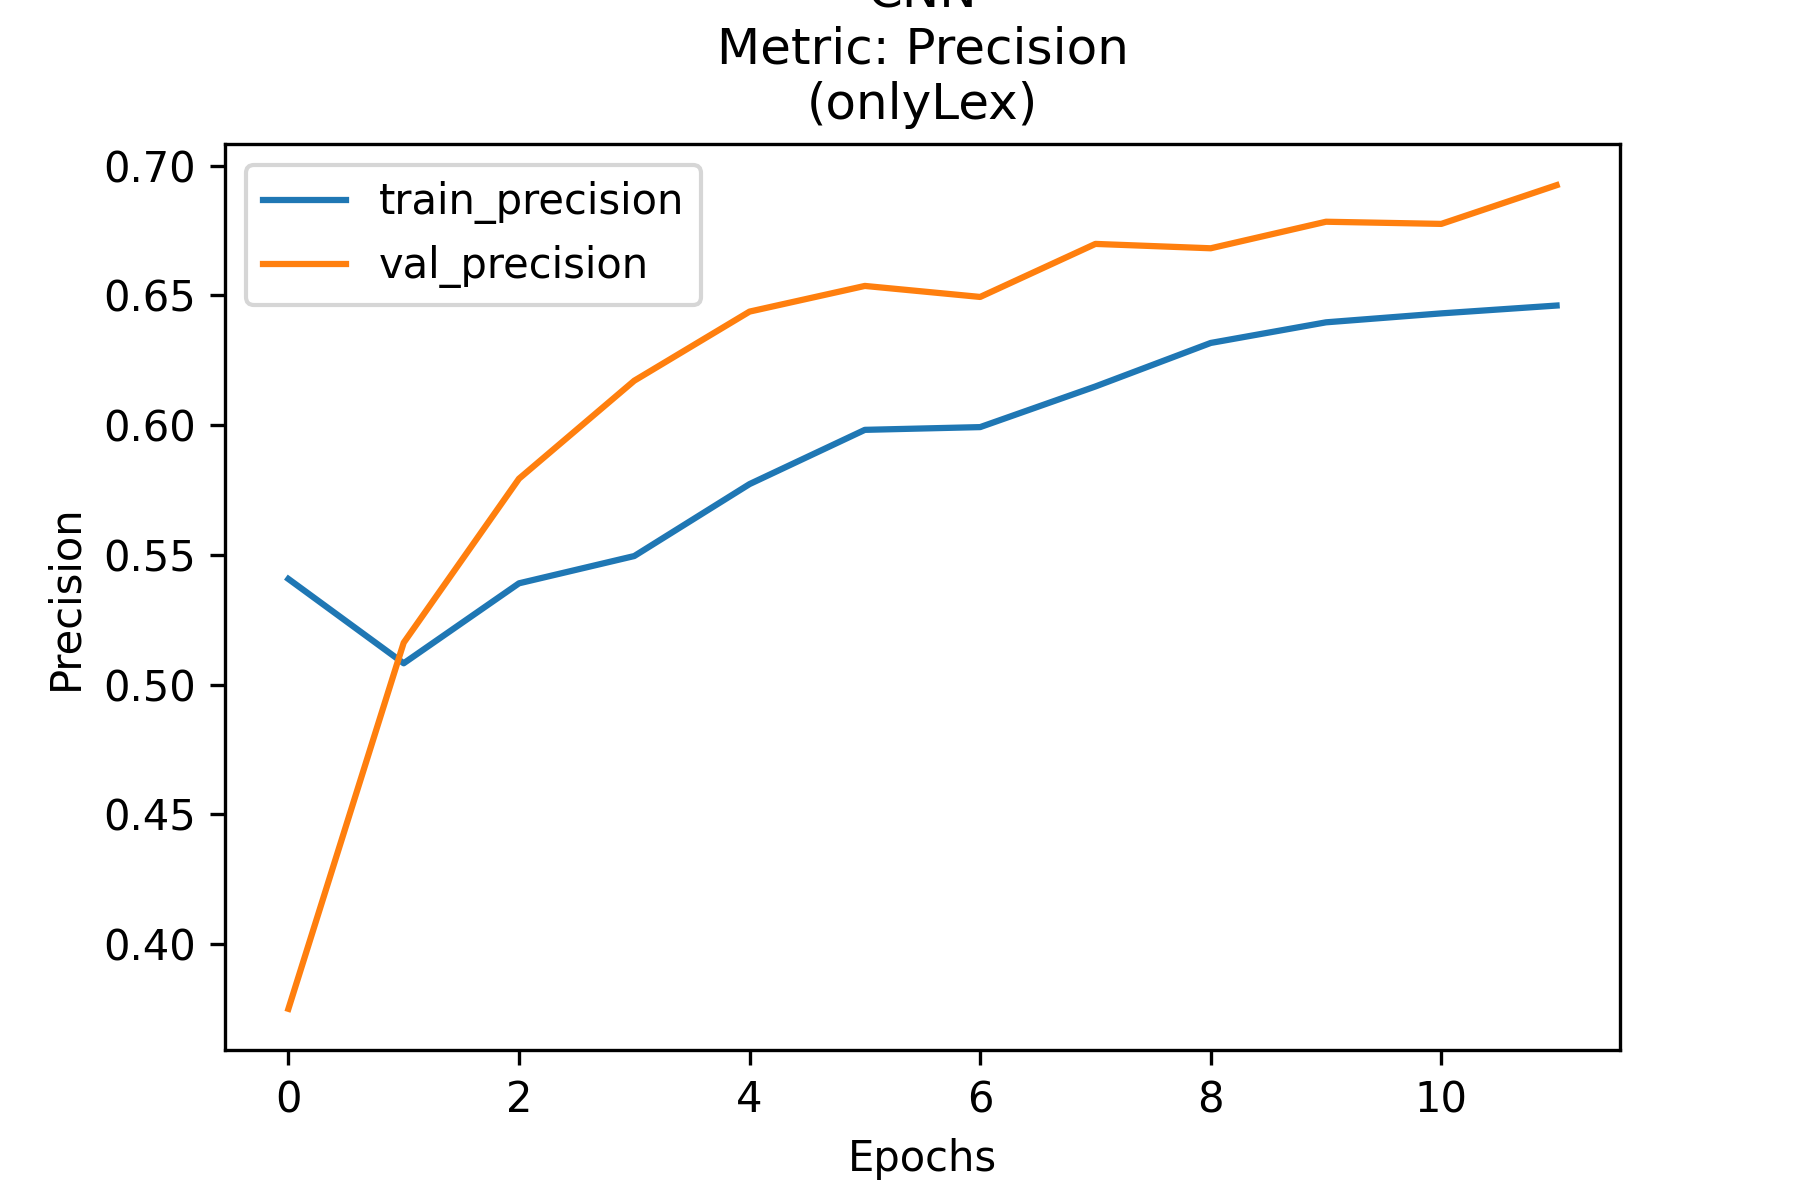 CNN
Metric: Precision
(onlyLex)
train_precision
val_precision
0.70
0.65
0.60
0.55
0.50
0.45
0.40
Precision
0
2
4
6
8
10
Epochs